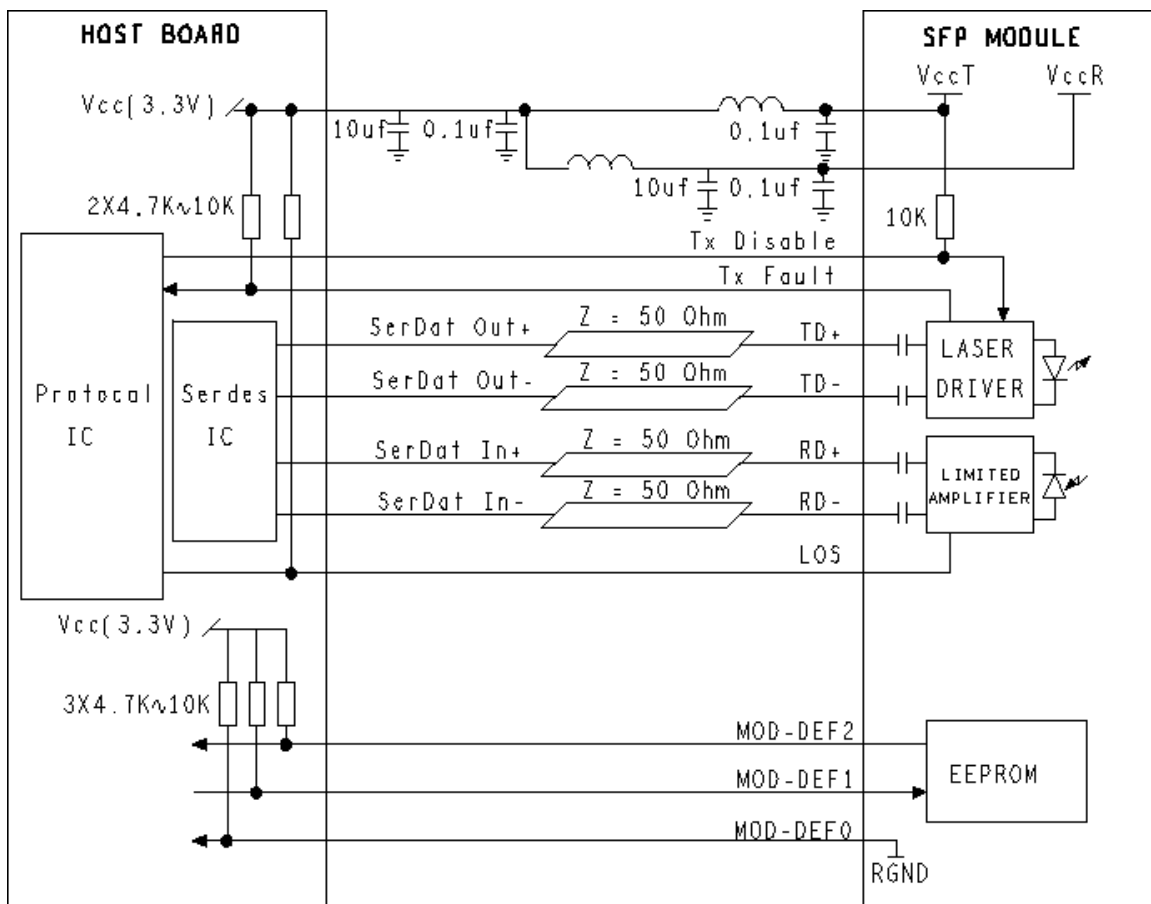 HOST BOARD
SFP MODULE
VccT
VccR
Vcc(3.3V)
10uf
0.1uf
0.1uf
10uf
0.1uf
2X4.7K~10K
10K
Tx Disable
Tx Fault
SerDat Out+
Z = 50 Ohm
TD+
LASER
DRIVER
SerDat Out-
Z = 50 Ohm
TD-
Protocal
IC
Serdes
IC
SerDat In+
Z = 50 Ohm
RD+
LIMITED
AMPLIFIER
SerDat In-
Z = 50 Ohm
RD-
LOS
Vcc(3.3V)
3X4.7K~10K
MOD-DEF2
MOD-DEF1
EEPROM
MOD-DEF0
RGND